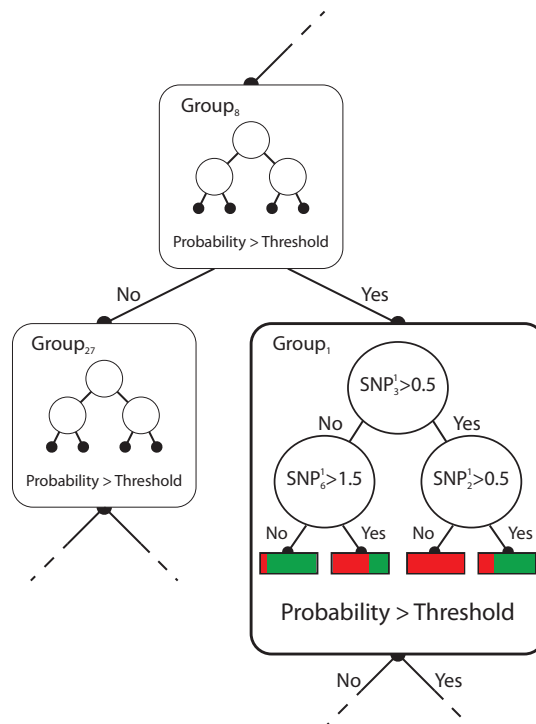 Group₈
Probability > Threshold
No
Yes
Group₂₇
Probability > Threshold
Group₁
SNP¹₃>0.5
No
Yes
SNP¹₆>1.5
SNP¹₂>0.5
No
Yes
No
Yes
Probability > Threshold
No
Yes